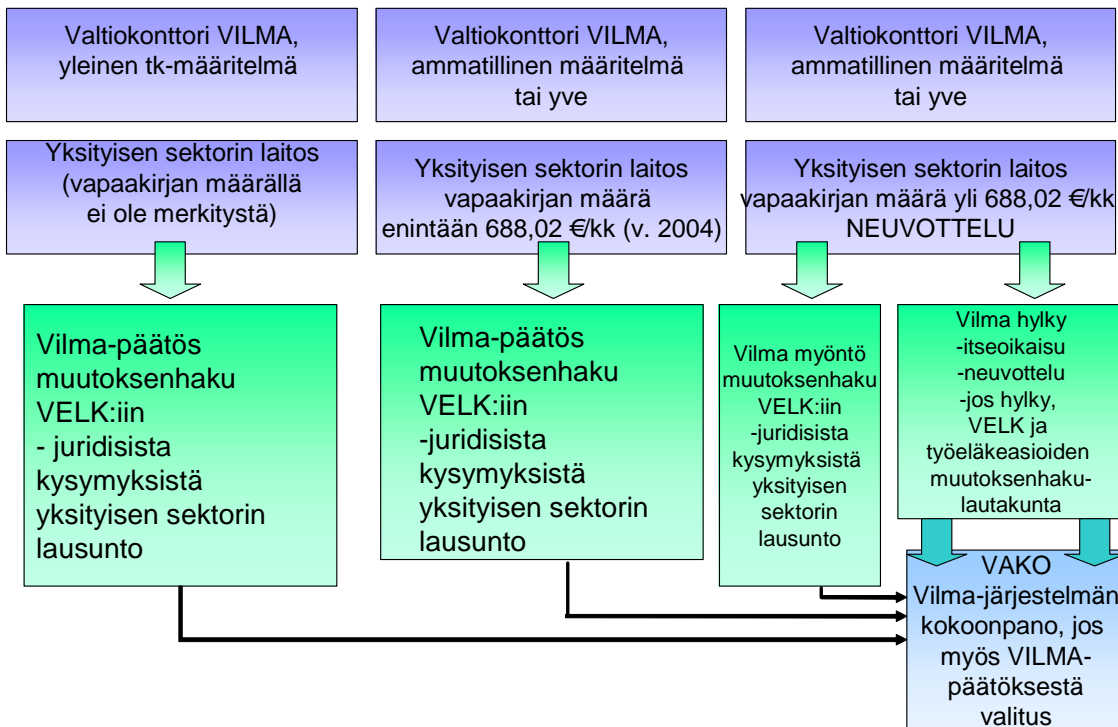 Valtiokonttori VILMA,
yleinen tk-määritelmä
Valtiokonttori VILMA,
ammatillinen määritelmä
tai yve
Valtiokonttori VILMA,
ammatillinen määritelmä
tai yve
Yksityisen sektorin laitos
(vapaakirjan määrällä
ei ole merkitystä)
Yksityisen sektorin laitos
vapaakirjan määrä
enintään 688,02 €/kk (v. 2004)
Yksityisen sektorin laitos
vapaakirjan määrä yli 688,02 €/kk
NEUVOTTELU
Vilma-päätös
muutoksenhaku
VELK:iin
- juridisista
kysymyksistä
yksityisen sektorin
lausunto
Vilma-päätös
muutoksenhaku
VELK:iin
-juridisista
kysymyksistä
yksityisen sektorin
lausunto
Vilma myöntö
muutoksenhaku
VELK:iin
-juridisista
kysymyksistä
yksityisen
sektorin
lausunto
Vilma hylky
-itseoikaisu
-neuvottelu
-jos hylky,
VELK ja
työeläkeasioiden
muutoksenhaku-
lautakunta
VAKO
Vilma-järjestelmän
kokoonpano, jos
myös VILMA-
päätöksestä
valitus